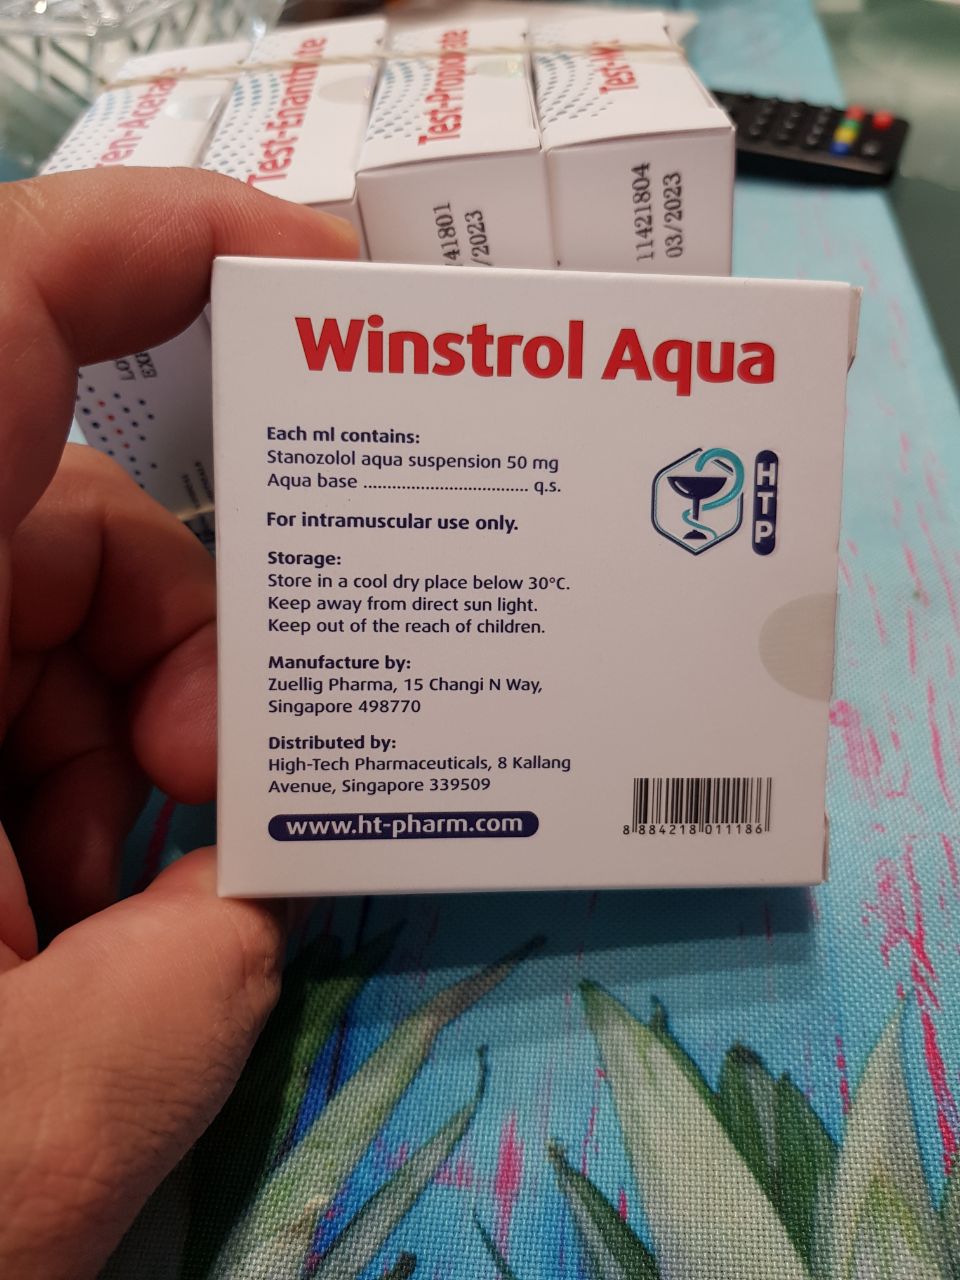 en-Acetate
Test-Enanthate
Test-Propionate
Test-
41801
/2023
11421804
03/2023
Winstrol Aqua
Each ml contains:
Stanozolol aqua suspension 50 mg
Aqua base .................................. q.s.
For intramuscular use only.
HTP
Storage:
Store in a cool dry place below 30°C.
Keep away from direct sun light.
Keep out of the reach of children.
Manufacture by:
Zuellig Pharma, 15 Changi N Way,
Singapore 498770
Distributed by:
High-Tech Pharmaceuticals, 8 Kallang
Avenue, Singapore 339509
www.ht-pharm.com
8 884218 011186